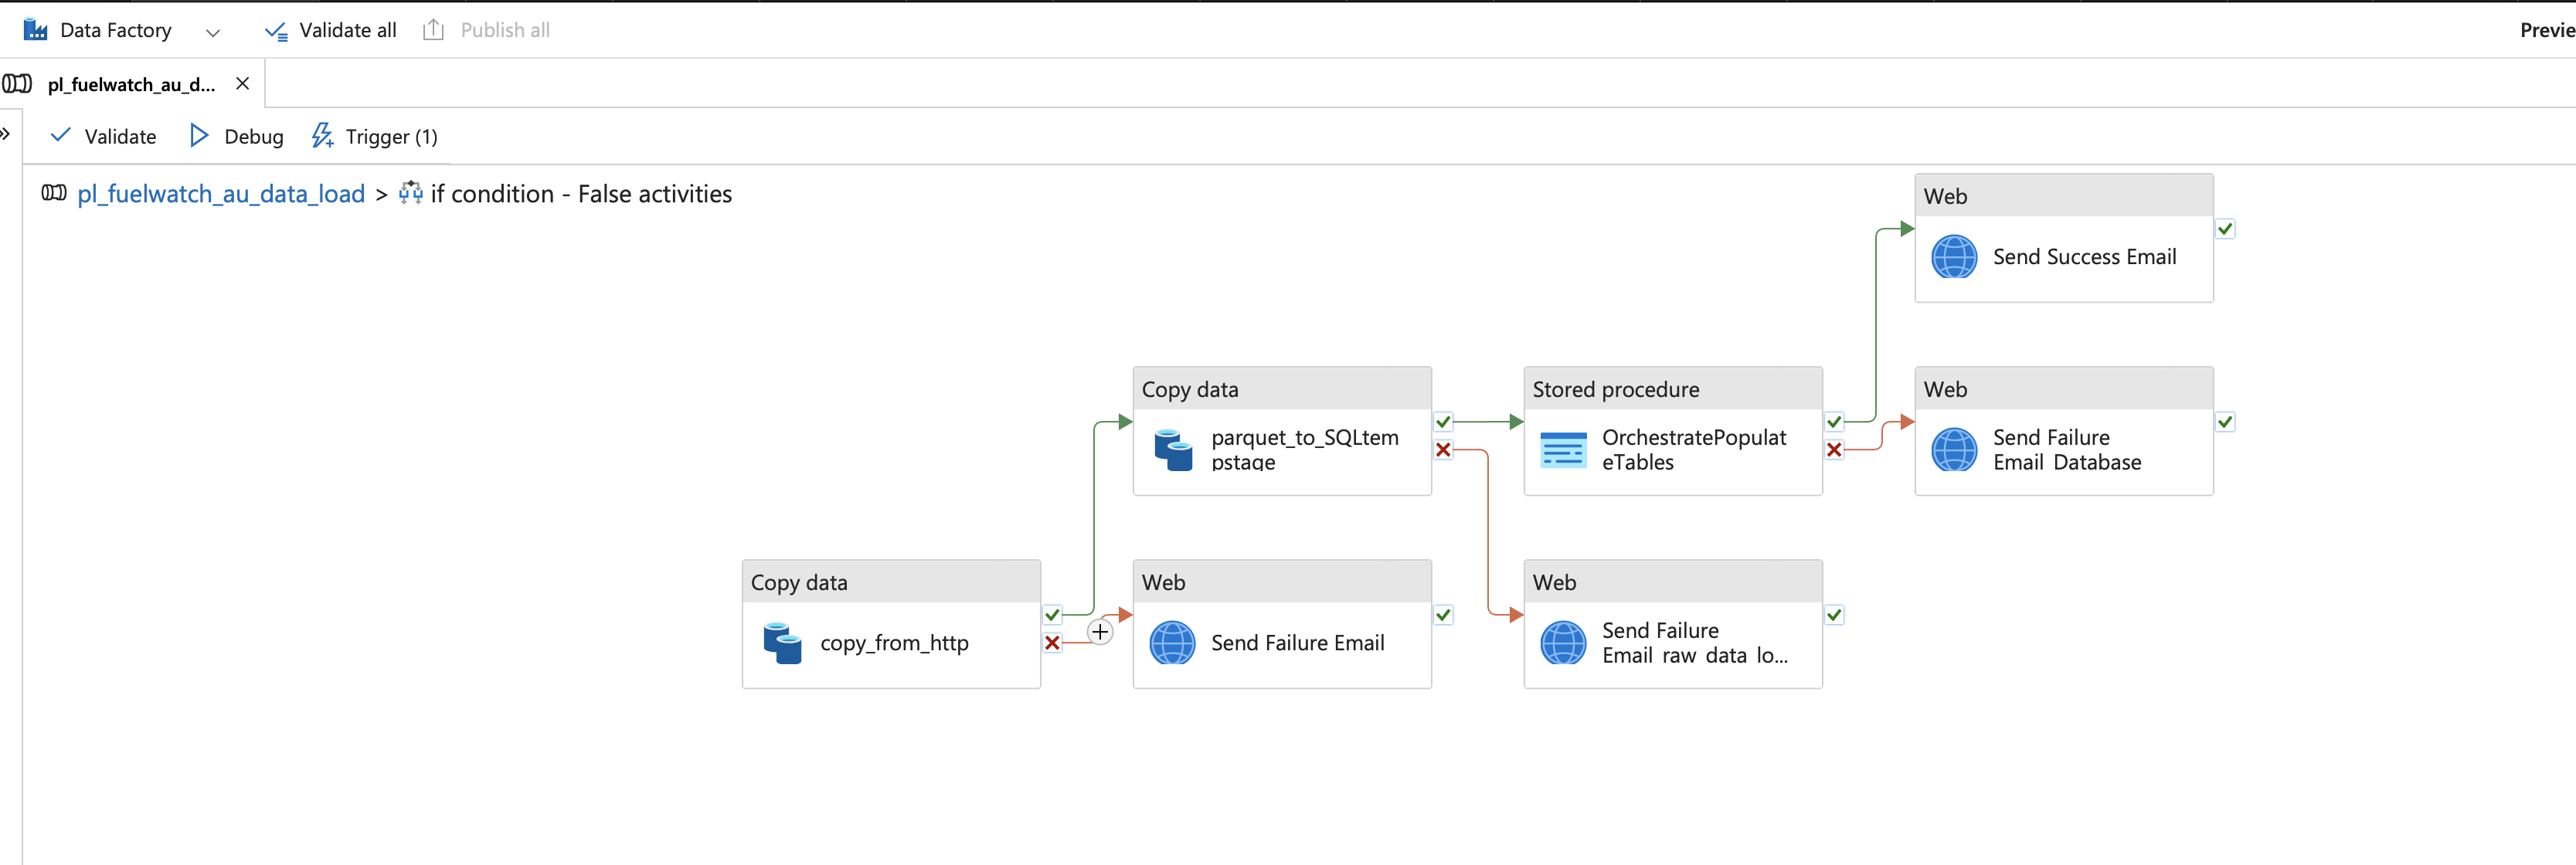 Data Factory
Validate all
Publish all
Previe
pl_fuelwatch_au_d...
Validate
Debug
Trigger (1)
pl_fuelwatch_au_data_load > if condition - False activities
Web
Send Success Email
Copy data
parquet_to_SQLtem
pstage
Stored procedure
OrchestratePopulat
eTables
Web
Send Failure
Email Database
Copy data
copy_from_http
Web
Send Failure Email
Web
Send Failure
Email raw data lo...